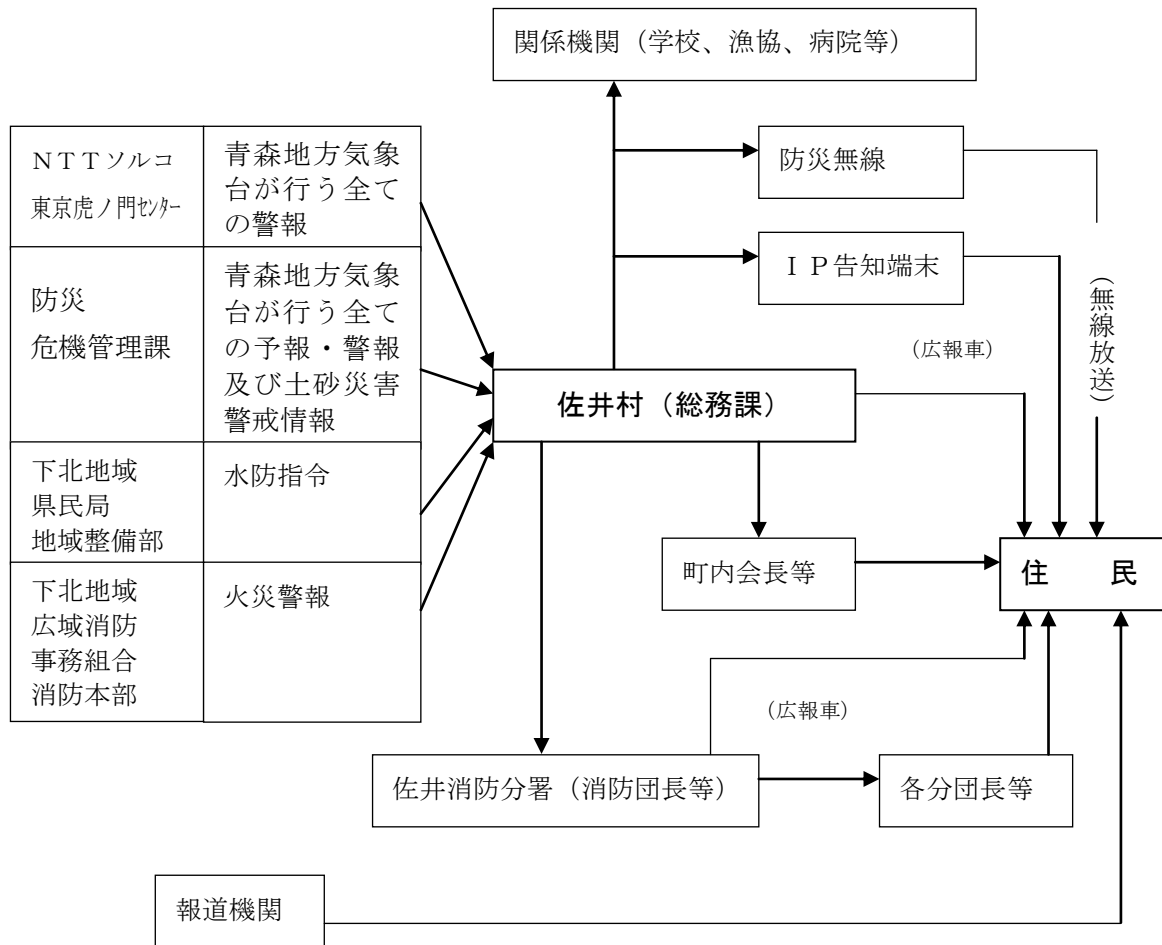 関係機関（学校、漁協、病院等）
ＮＴＴソルコ
東京虎ノ門ｾﾝﾀｰ
青森地方気象
台が行う全て
の警報
防災
危機管理課
青森地方気象
台が行う全て
の予報・警報
及び土砂災害
警戒情報
下北地域
県民局
地域整備部
水防指令
下北地域
広域消防
事務組合
消防本部
火災警報
防災無線
ＩＰ告知端末
（無線放送）
（広報車）
佐井村（総務課）
町内会長等
住　　民
（広報車）
佐井消防分署（消防団長等）
各分団長等
報道機関